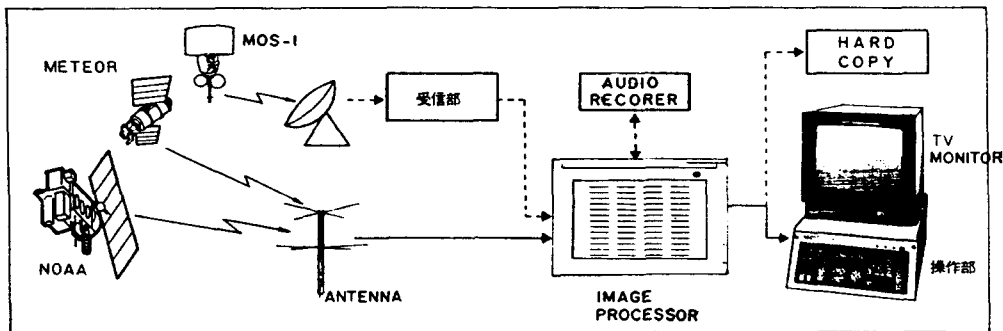 MOS-1
METEOR
NOAA
ANTENNA
受信部
AUDIO
RECORER
IMAGE
PROCESSOR
HARD
COPY
TV
MONITOR
操作部